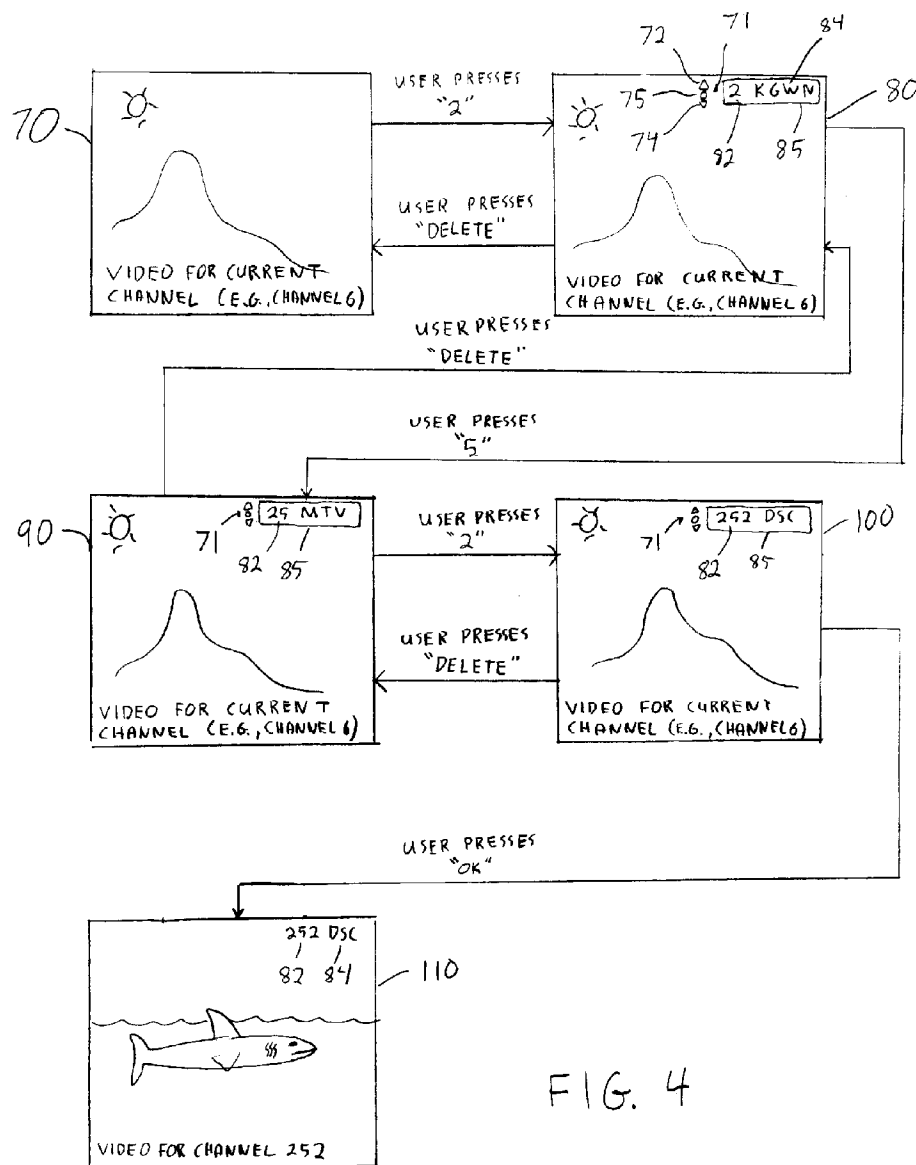 72
71
84
USER PRESSES
"2"
70
75
2 KGWN
80
74
82
85
USER PRESSES
"DELETE"
VIDEO FOR CURRENT
CHANNEL (E.G., CHANNEL 6)
VIDEO FOR CURRENT
CHANNEL (E.G., CHANNEL 6)
USER PRESSES
"DELETE"
USER PRESSES
"5"
90
71
25 MTV
82
85
USER PRESSES
"2"
71
252 DSC
82
85
100
USER PRESSES
"DELETE"
VIDEO FOR CURRENT
CHANNEL (E.G., CHANNEL 6)
VIDEO FOR CURRENT
CHANNEL (E.G., CHANNEL 6)
USER PRESSES
"OK"
252 DSC
82
84
110
FIG. 4
VIDEO FOR CHANNEL 252